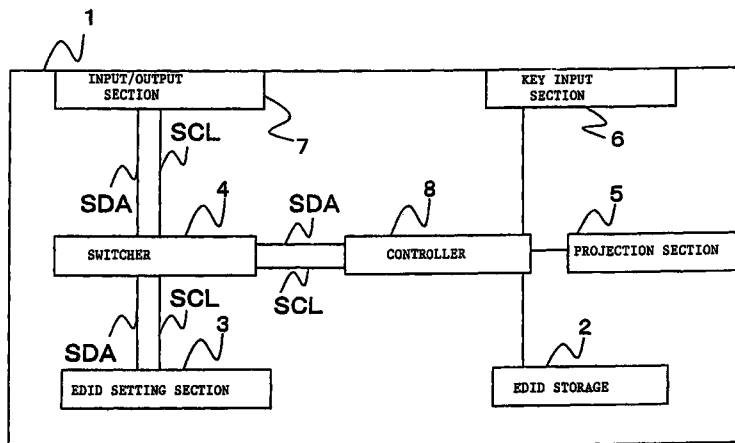 1
INPUT/OUTPUT
SECTION
7
KEY INPUT
SECTION
6
SCL
SDA
4
SWITCHER
SDA
SCL
8
CONTROLLER
5
PROJECTION SECTION
SCL
SDA
3
EDID SETTING SECTION
2
EDID STORAGE